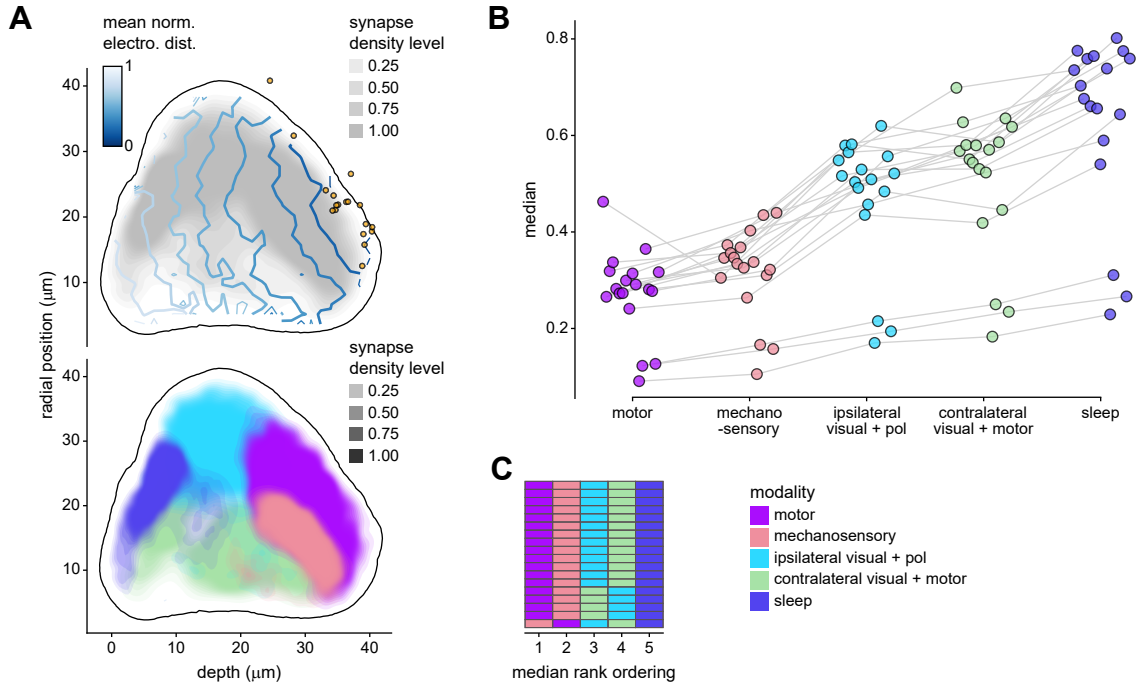 A
mean norm.
electro. dist.
1
0
synapse
density level
0.25
0.50
0.75
1.00
40
30
20
10
radial position (μm)
synapse
density level
0.25
0.50
0.75
1.00
40
30
20
10
0 10 20 30 40
depth (μm)
B
0.8
0.6
0.4
0.2
median
motor
mechano
-sensory
ipsilateral
visual + pol
contralateral
visual + motor
sleep
C
1 2 3 4 5
median rank ordering
modality
motor
mechanosensory
ipsilateral visual + pol
contralateral visual + motor
sleep